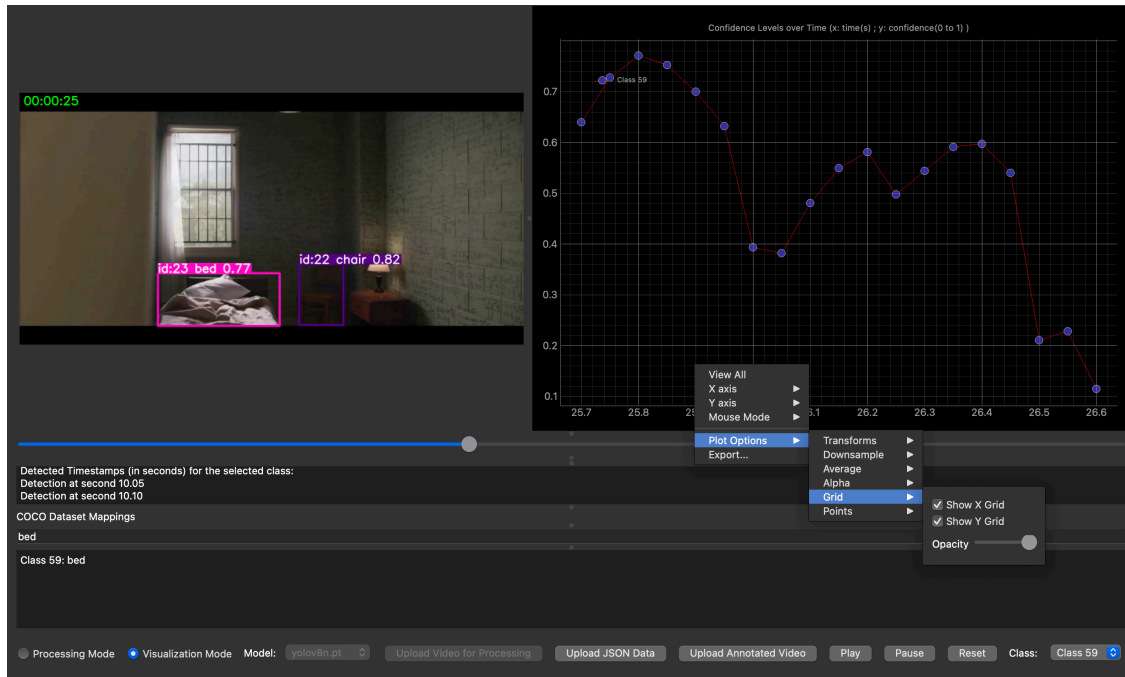 Confidence Levels over Time (x: time(s) ; y: confidence(0 to 1) )
Class 59
0.7
0.6
0.5
0.4
0.3
0.2
0.1
25.7 25.8 26.2 26.3 26.4 26.5 26.6
00:00:25
id:23 bed 0.77
id:22 chair 0.82
View All
X axis
Y axis
Mouse Mode
Plot Options
Export...
Transforms
Downsample
Average
Alpha
Grid
Points
Show X Grid
Show Y Grid
Opacity
Detected Timestamps (in seconds) for the selected class:
Detection at second 10.05
Detection at second 10.10
COCO Dataset Mappings
bed
Class 59: bed
Processing Mode Visualization Mode Model: yolov8n.pt Upload Video for Processing Upload JSON Data Upload Annotated Video Play Pause Reset Class: Class 59